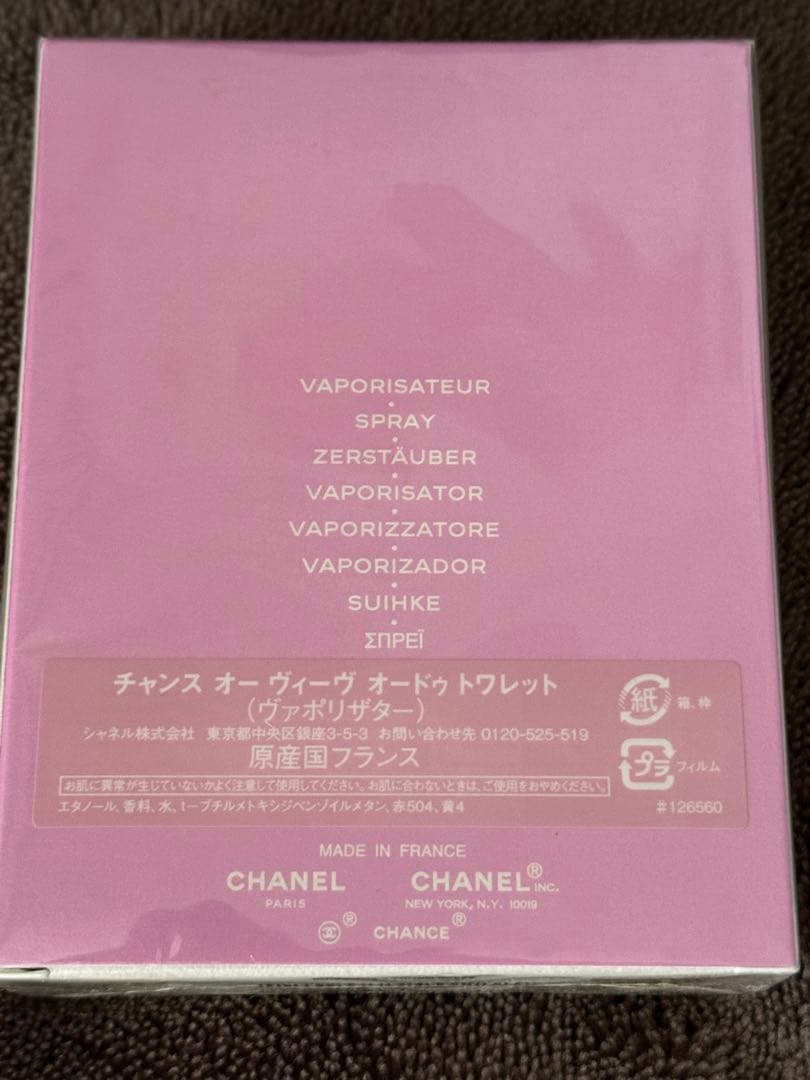 VAPORISATEUR
SPRAY
ZERSTÄUBER
VAPORISATOR
VAPORIZZATORE
VAPORIZADOR
SUIHKE
ΣΠΡΕΪ
チャンス オー ヴィーヴ オードゥ トワレット
(ヴァポリザター)
シャネル株式会社 東京都中央区銀座3-5-3 お問い合わせ先 0120-525-519
原産国フランス
お肌に異常が生じていないかよく注意して使用してください。お肌に合わないときは、ご使用をおやめください。
エタノール、香料、水、t-ブチルメトキシジベンゾイルメタン、赤504、黄4
紙 箱、枠
プラ フィルム
#126560
MADE IN FRANCE
CHANEL CHANEL® INC.
PARIS NEW YORK, N.Y. 10019
® CHANCE®